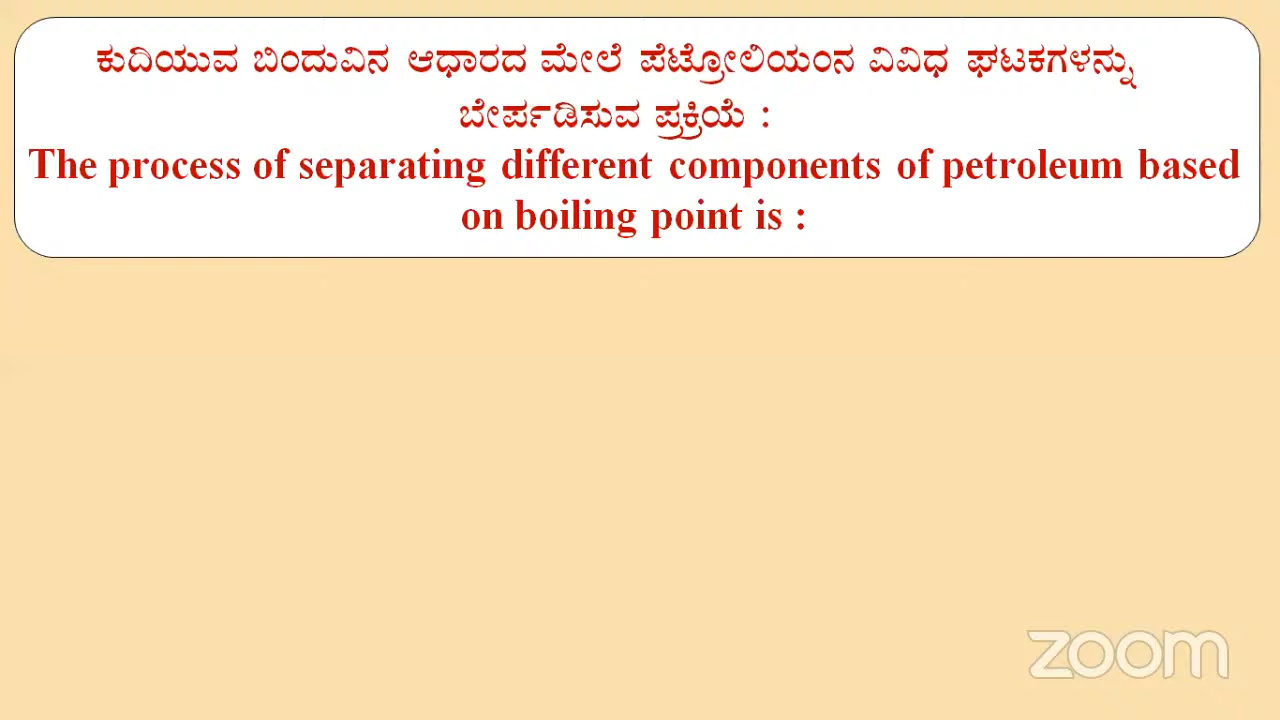 ಕುದಿಯುವ ಬಿಂದುವಿನ ಆಧಾರದ ಮೇಲೆ ಪೆಟ್ರೋಲಿಯಂನ ವಿವಿಧ ಘಟಕಗಳನ್ನು
ಬೇರ್ಪಡಿಸುವ ಪ್ರಕ್ರಿಯೆ :
The process of separating different components of petroleum based
on boiling point is :
zoom